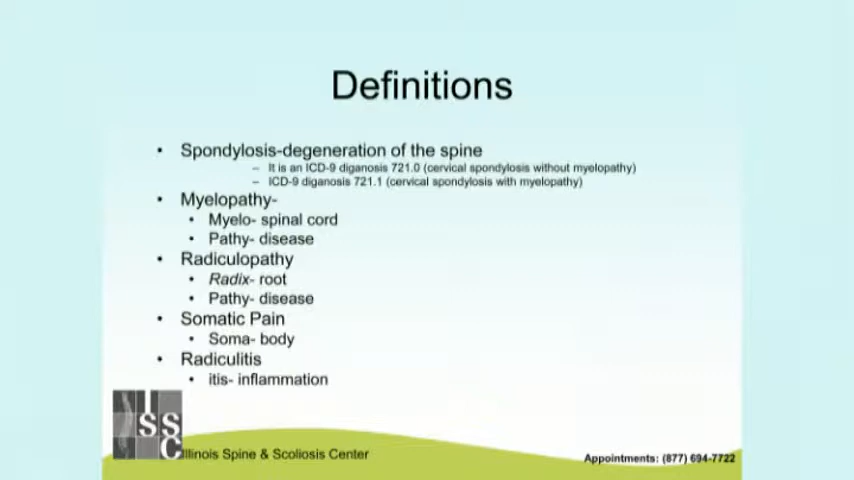 Definitions
• Spondylosis-degeneration of the spine
– It is an ICD-9 diganosis 721.0 (cervical spondylosis without myelopathy)
– ICD-9 diganosis 721.1 (cervical spondylosis with myelopathy)
• Myelopathy-
• Myelo- spinal cord
• Pathy- disease
• Radiculopathy
• Radix- root
• Pathy- disease
• Somatic Pain
• Soma- body
• Radiculitis
• itis- inflammation
I
SS
C
Illinois Spine & Scoliosis Center
Appointments: (877) 694-7722